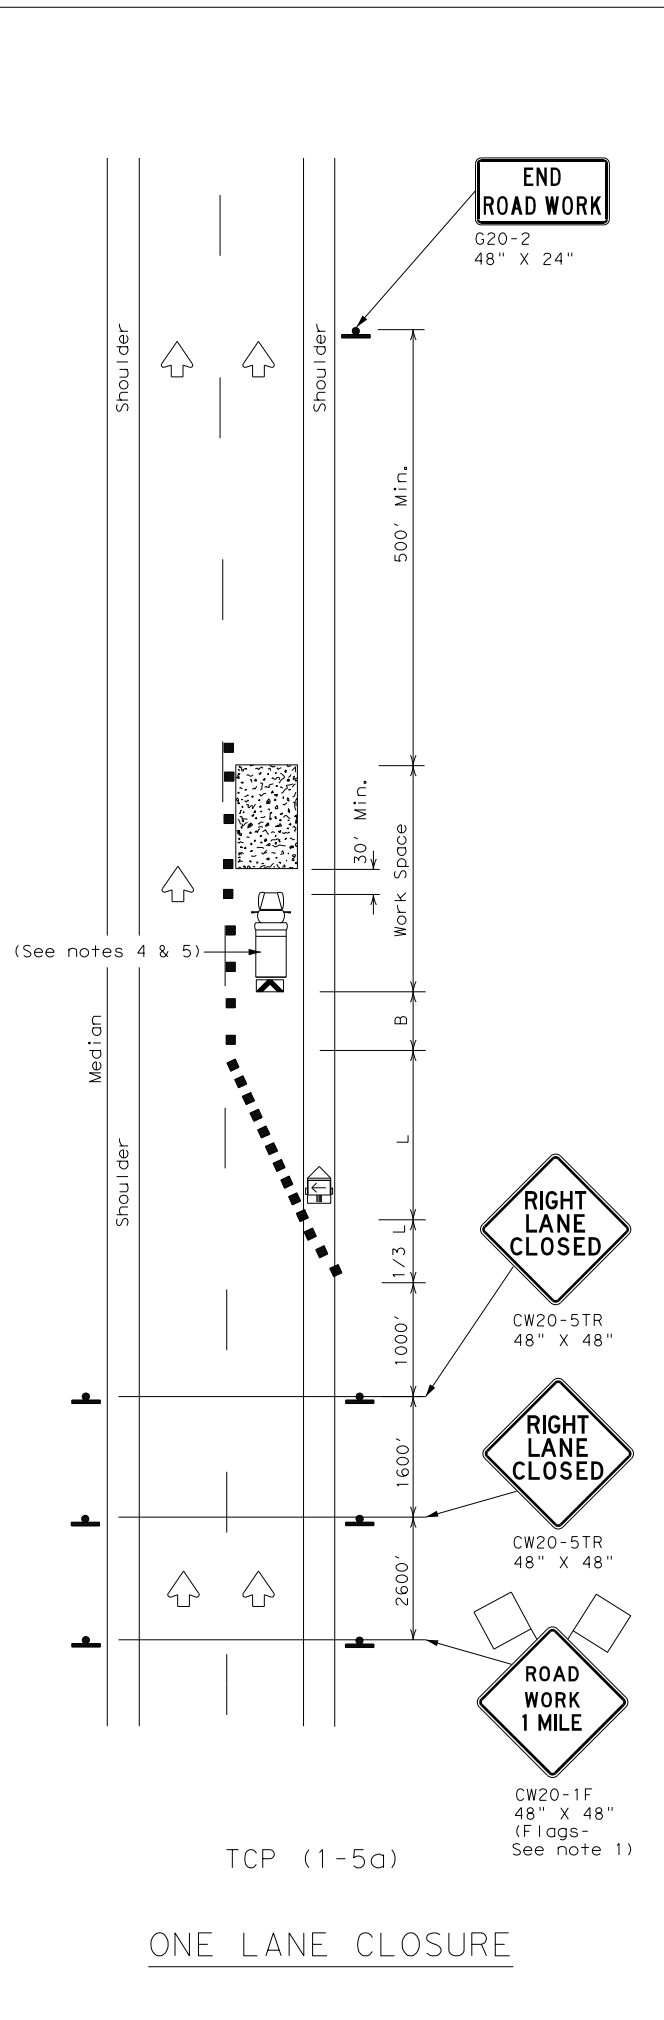 END
ROAD WORK
G20-2
48" X 24"
Shoulder
Shoulder
500' Min.
30' Min.
Work Space
(See notes 4 & 5)
B
Median
Shoulder
L
1/3 L
RIGHT
LANE
CLOSED
CW20-5TR
48" X 48"
1000'
RIGHT
LANE
CLOSED
CW20-5TR
48" X 48"
1600'
2600'
ROAD
WORK
1 MILE
CW20-1F
48" X 48"
(Flags-
See note 1)
TCP (1-5a)
ONE LANE CLOSURE